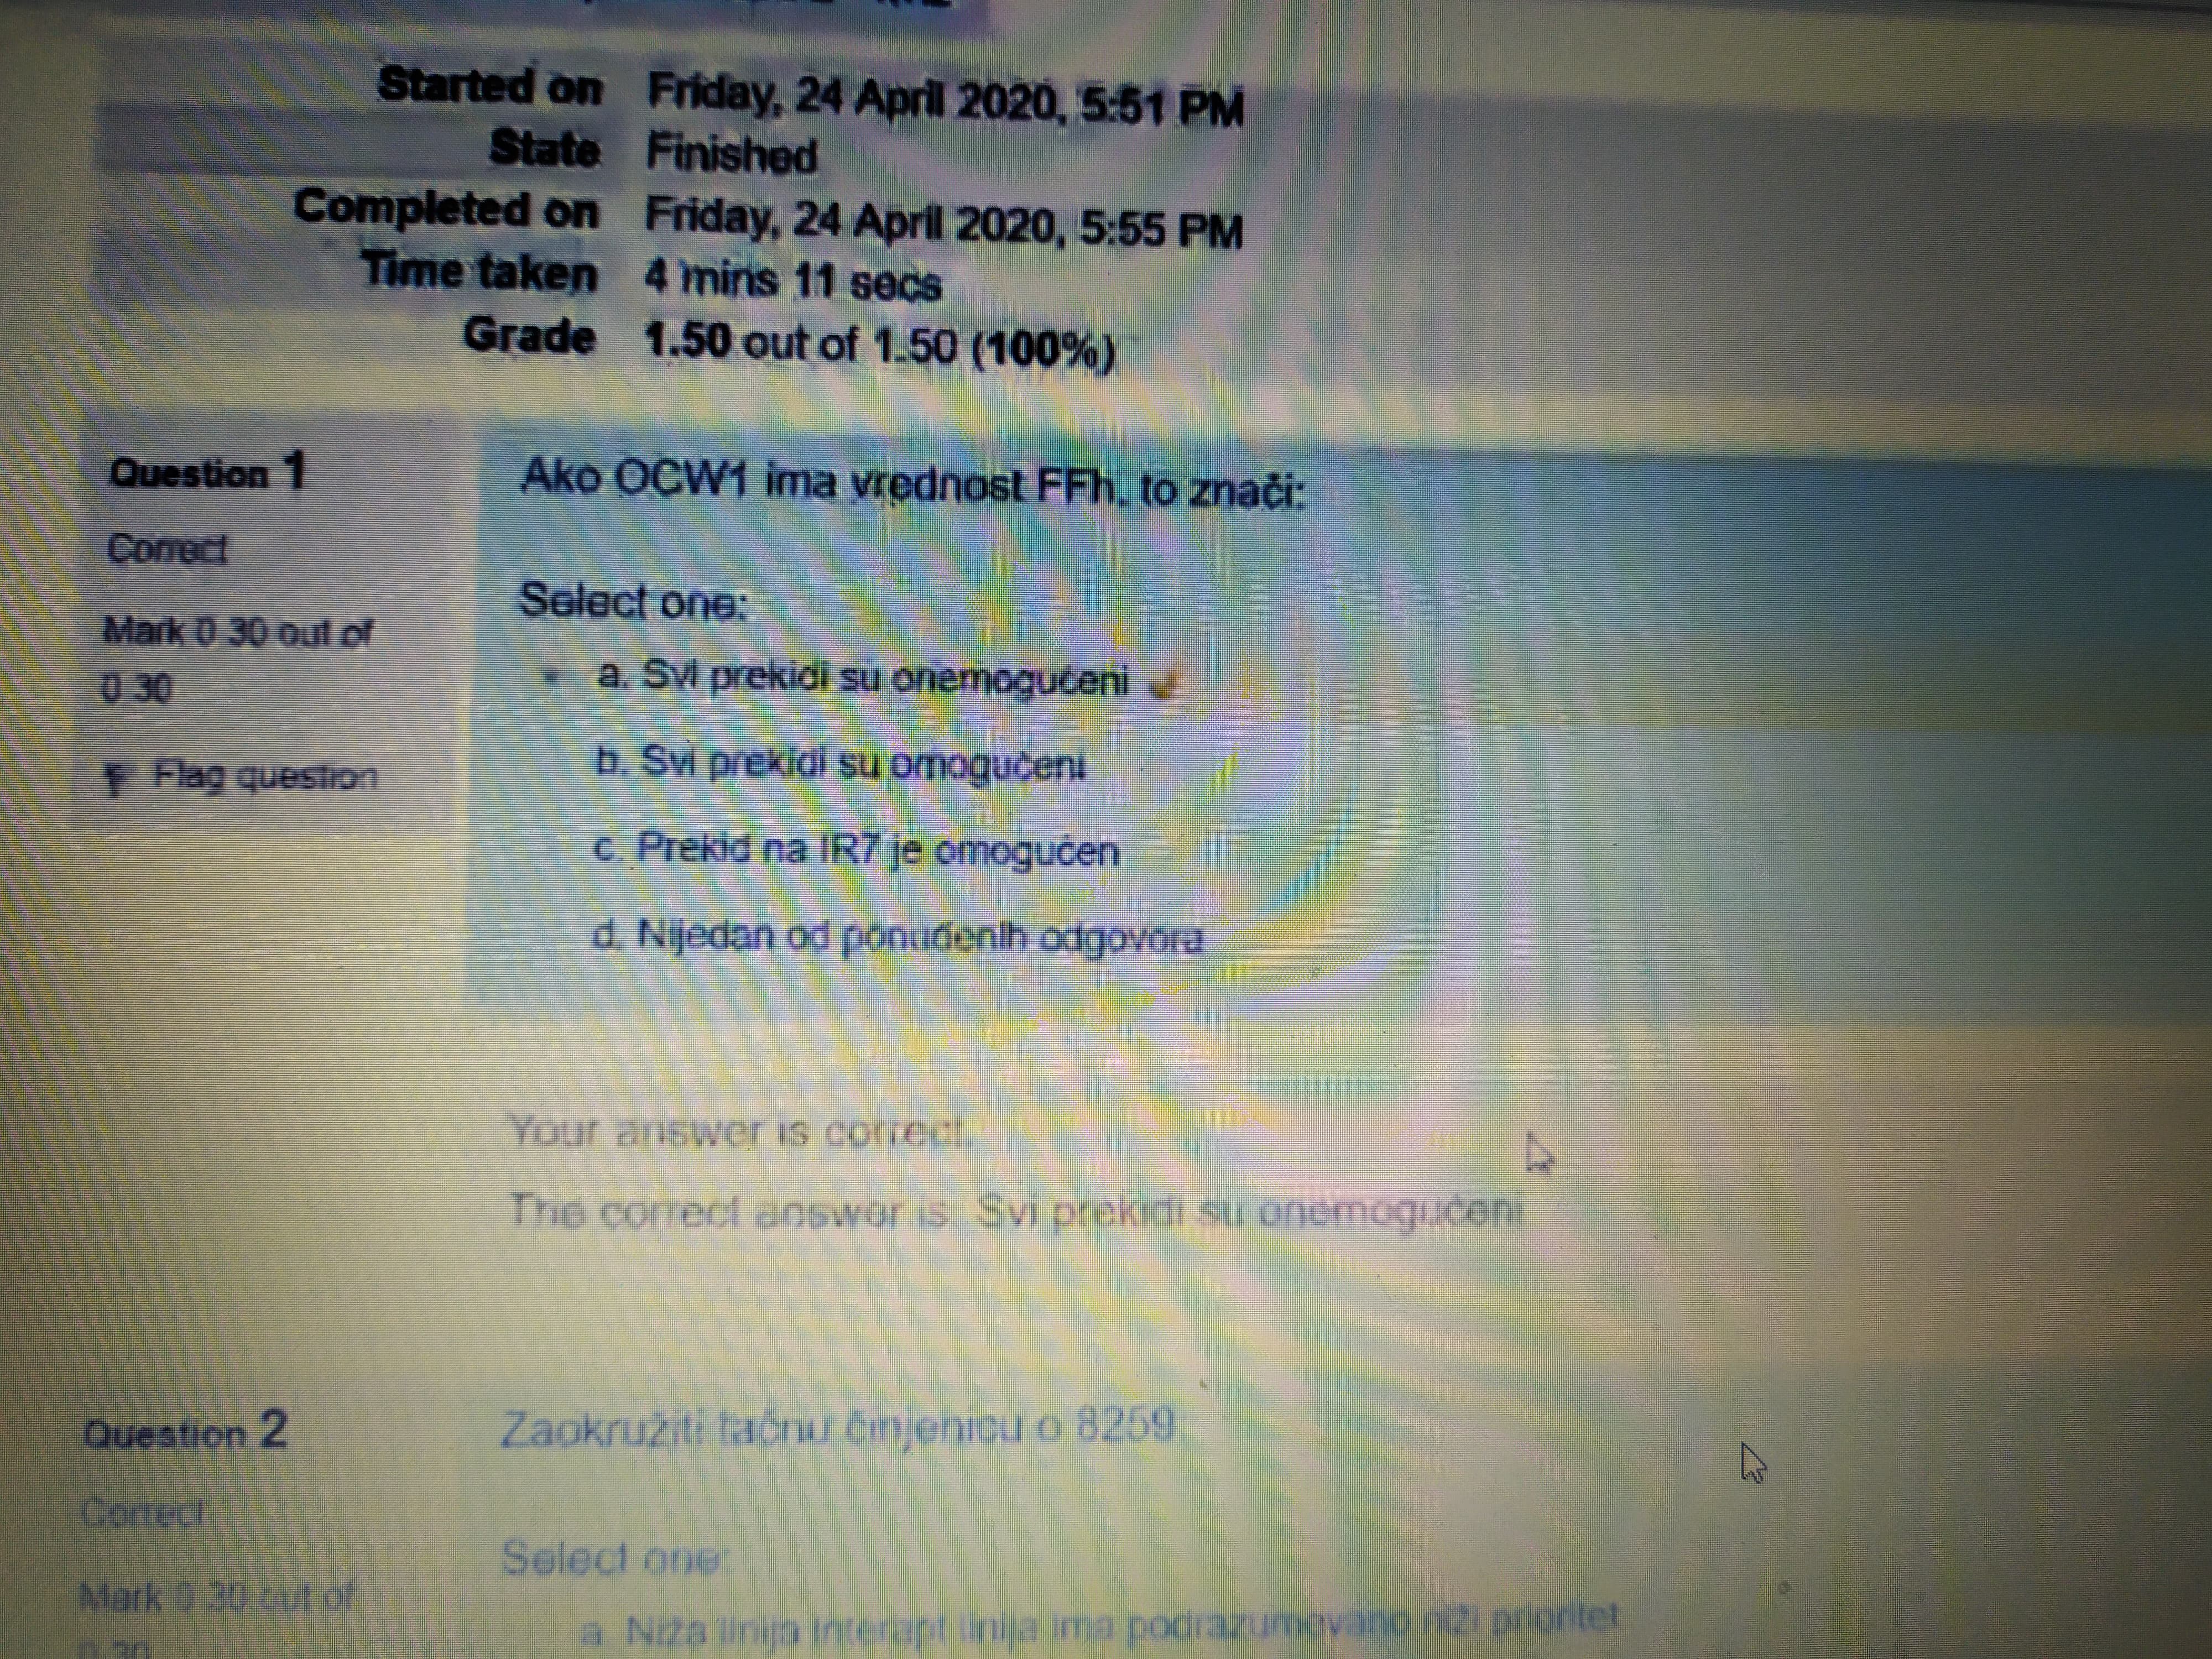 Started on Friday, 24 April 2020, 5:51 PM
State Finished
Completed on Friday, 24 April 2020, 5:55 PM
Time taken 4 mins 11 secs
Grade 1.50 out of 1.50 (100%)
Question 1
Correct
Mark 0.30 out of
0.30
Flag question
Ako OCW1 ima vrednost FFh, to znači:
Select one:
a. Svi prekidi su onemogućeni
b. Svi prekidi su omogućeni
c. Prekid na IR7 je omogućen
d. Nijedan od ponuđenih odgovora
Your answer is correct.
The correct answer is: Svi prekidi su onemogućeni
Question 2
Correct
Mark 0.30 out of
0.30
Zaokružiti tačnu činjenicu o 8259
Select one:
a. Niža linija interapt linija ima podrazumevano niži prioritet